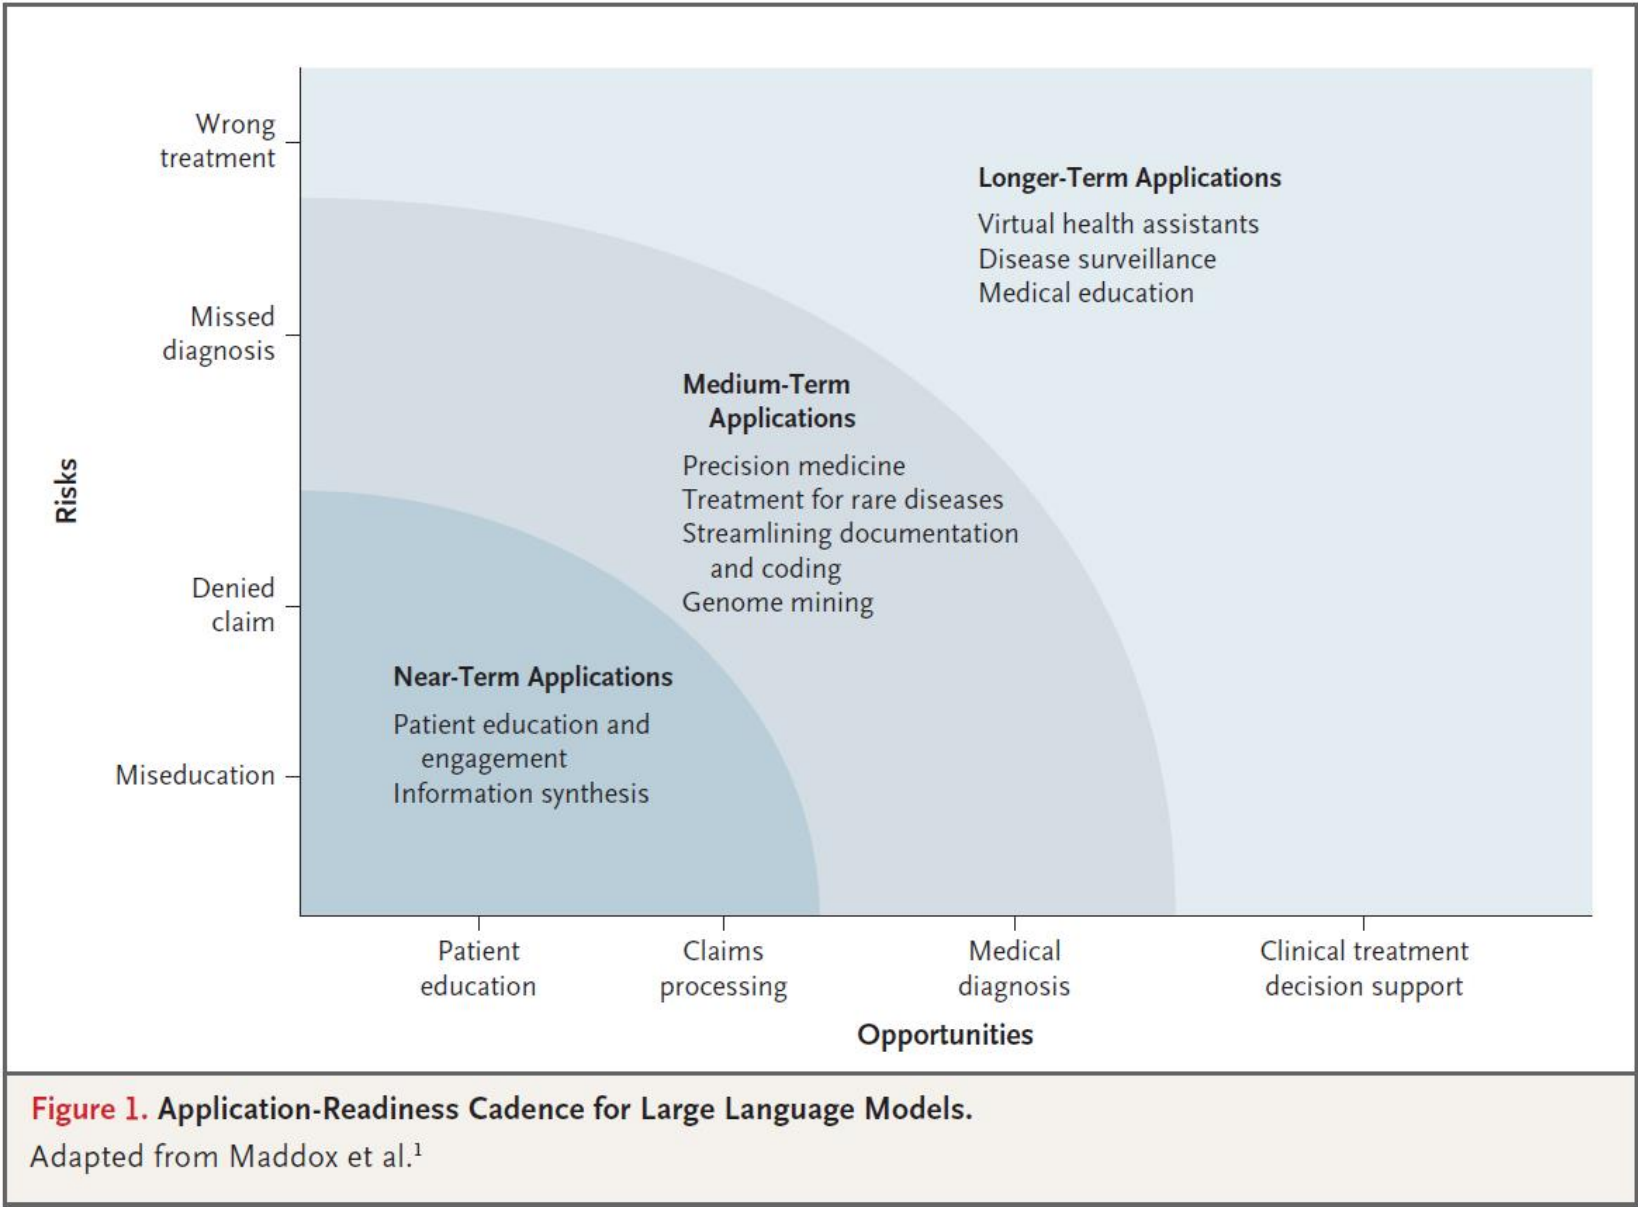 Wrong
treatment
Missed
diagnosis
Risks
Denied
claim
Miseducation
Longer-Term Applications
Virtual health assistants
Disease surveillance
Medical education
Medium-Term
Applications
Precision medicine
Treatment for rare diseases
Streamlining documentation
and coding
Genome mining
Near-Term Applications
Patient education and
engagement
Information synthesis
Patient
education
Claims
processing
Medical
diagnosis
Clinical treatment
decision support
Opportunities
Figure 1. Application-Readiness Cadence for Large Language Models.
Adapted from Maddox et al.¹